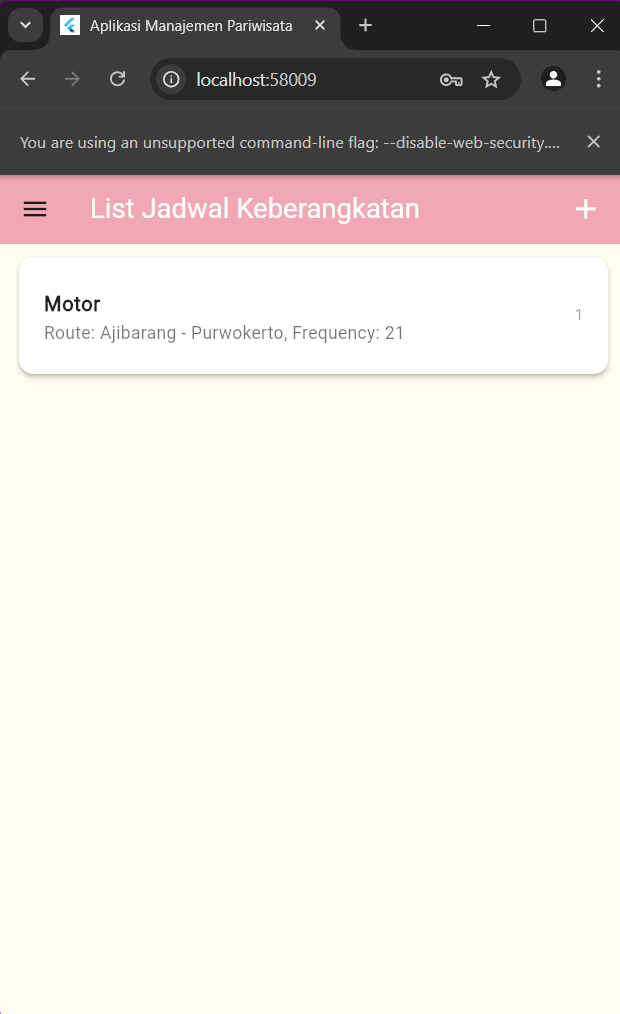 Aplikasi Manajemen Pariwisata
localhost:58009
You are using an unsupported command-line flag: --disable-web-security....
List Jadwal Keberangkatan
Motor
Route: Ajibarang - Purwokerto, Frequency: 21
1